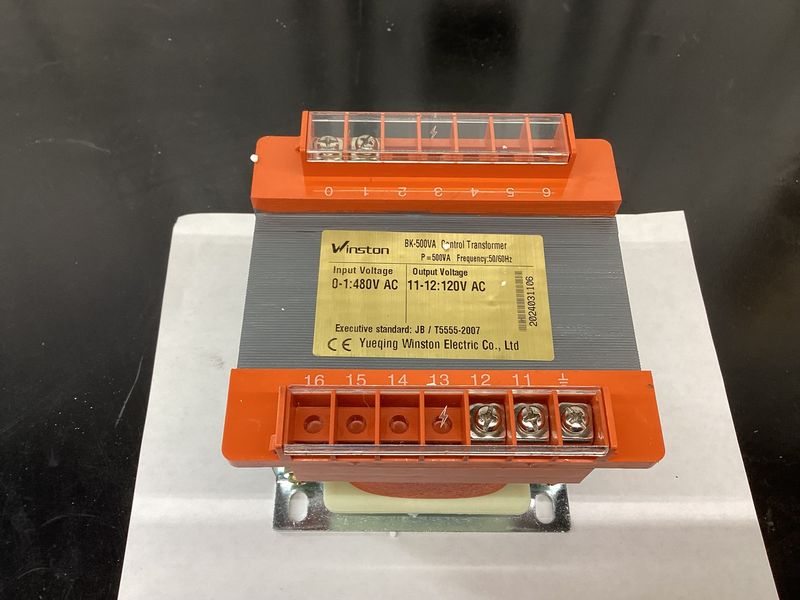 0 1 2 3 4 5 6
Winston
BK-500VA Control Transformer
P=500VA Frequency:50/60Hz
Input Voltage
0-1:480V AC
Output Voltage
11-12:120V AC
2024031106
Executive standard: JB / T5555-2007
CE Yueqing Winston Electric Co., Ltd
16 15 14 13 12 11 ⏚